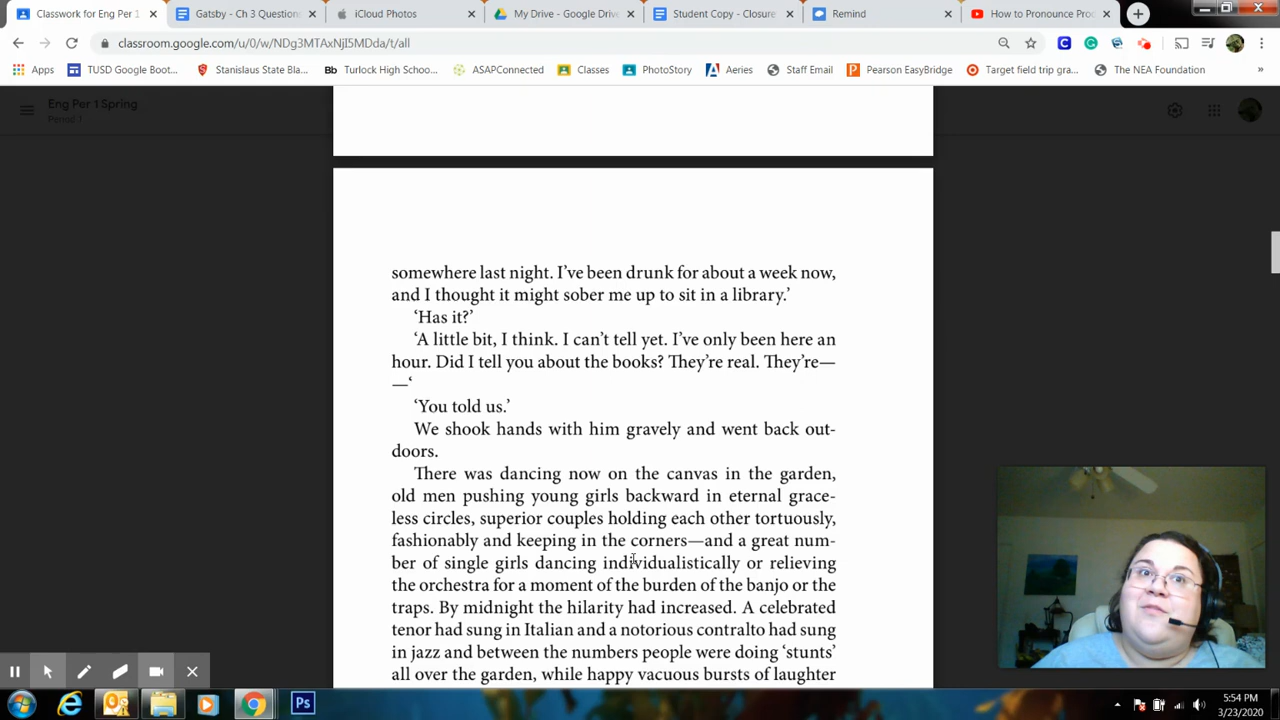 Classwork for Eng Per 1
Gatsby - Ch 3 Question
iCloud Photos
My Drive - Google Driv
Student Copy - Closure
Remind
How to Pronounce Pro
classroom.google.com/u/0/w/NDg3MTAxNjI5MDda/t/all
Apps
TUSD Google Boot...
Stanislaus State Bla...
Bb Turlock High Schoo...
ASAPConnected
Classes
PhotoStory
Aeries
Staff Email
Pearson EasyBridge
Target field trip gra...
The NEA Foundation
»
Eng Per 1 Spring
Period 1
somewhere last night. I’ve been drunk for about a week now,
and I thought it might sober me up to sit in a library.’
‘Has it?’
‘A little bit, I think. I can’t tell yet. I’ve only been here an
hour. Did I tell you about the books? They’re real. They’re—
—‘
‘You told us.’
We shook hands with him gravely and went back out-
doors.
There was dancing now on the canvas in the garden,
old men pushing young girls backward in eternal grace-
less circles, superior couples holding each other tortuously,
fashionably and keeping in the corners—and a great num-
ber of single girls dancing individualistically or relieving
the orchestra for a moment of the burden of the banjo or the
traps. By midnight the hilarity had increased. A celebrated
tenor had sung in Italian and a notorious contralto had sung
in jazz and between the numbers people were doing ‘stunts’
all over the garden, while happy vacuous bursts of laughter
Ps
5:54 PM
3/23/2020